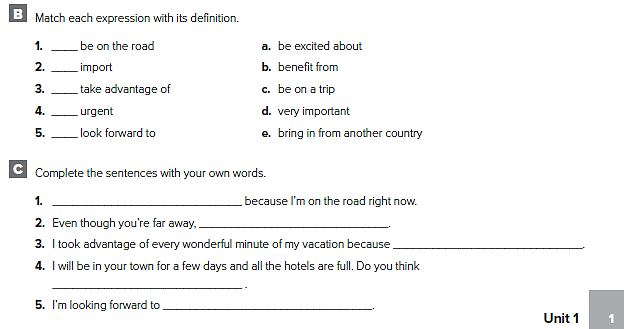 B Match each expression with its definition.
1. ____ be on the road a. be excited about
2. ____ import b. benefit from
3. ____ take advantage of c. be on a trip
4. ____ urgent d. very important
5. ____ look forward to e. bring in from another country
C Complete the sentences with your own words.
1. ______________________________ because I'm on the road right now.
2. Even though you're far away, ______________________________.
3. I took advantage of every wonderful minute of my vacation because ______________________________.
4. I will be in your town for a few days and all the hotels are full. Do you think
______________________________.
5. I'm looking forward to ______________________________.
Unit 1 1